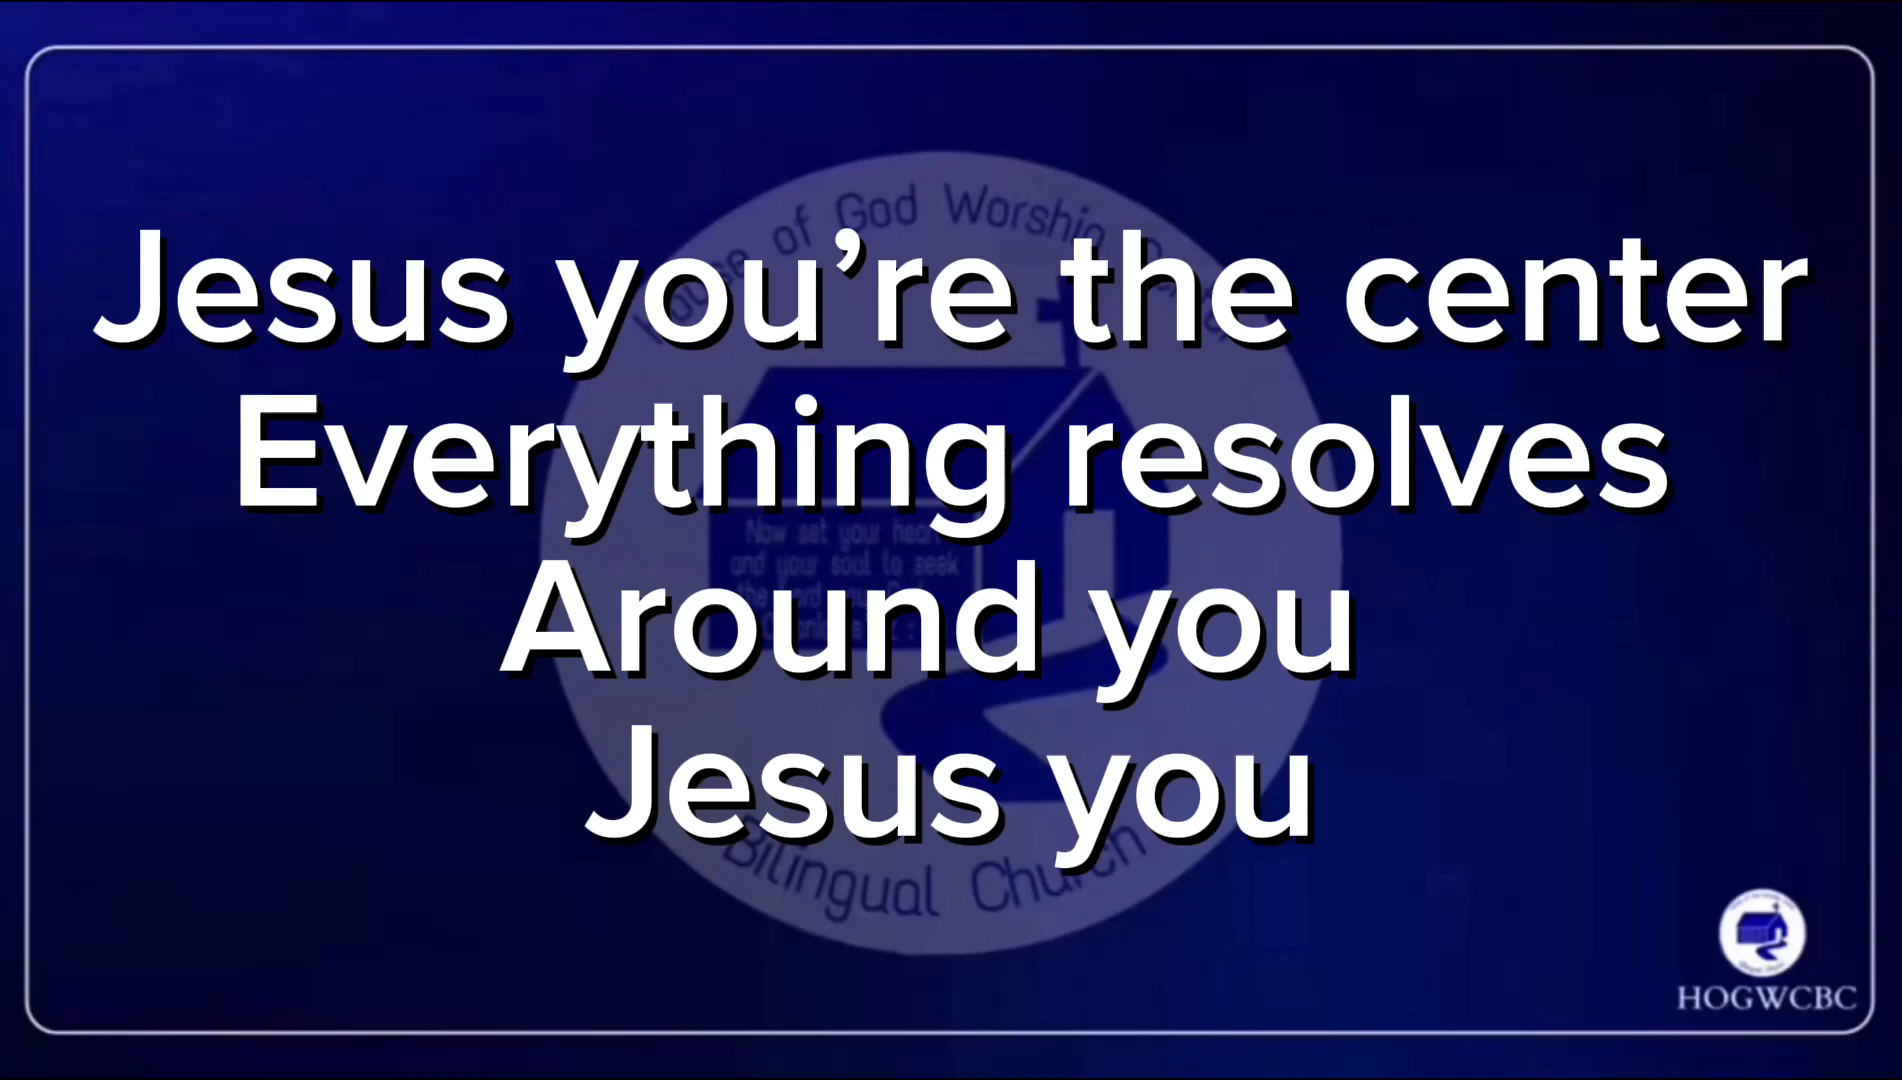 Jesus you’re the center
Everything resolves
Around you
Jesus you
of God Worship
Now set your heart
and your soul to seek
the
Bilingual Church
HOGWCBC